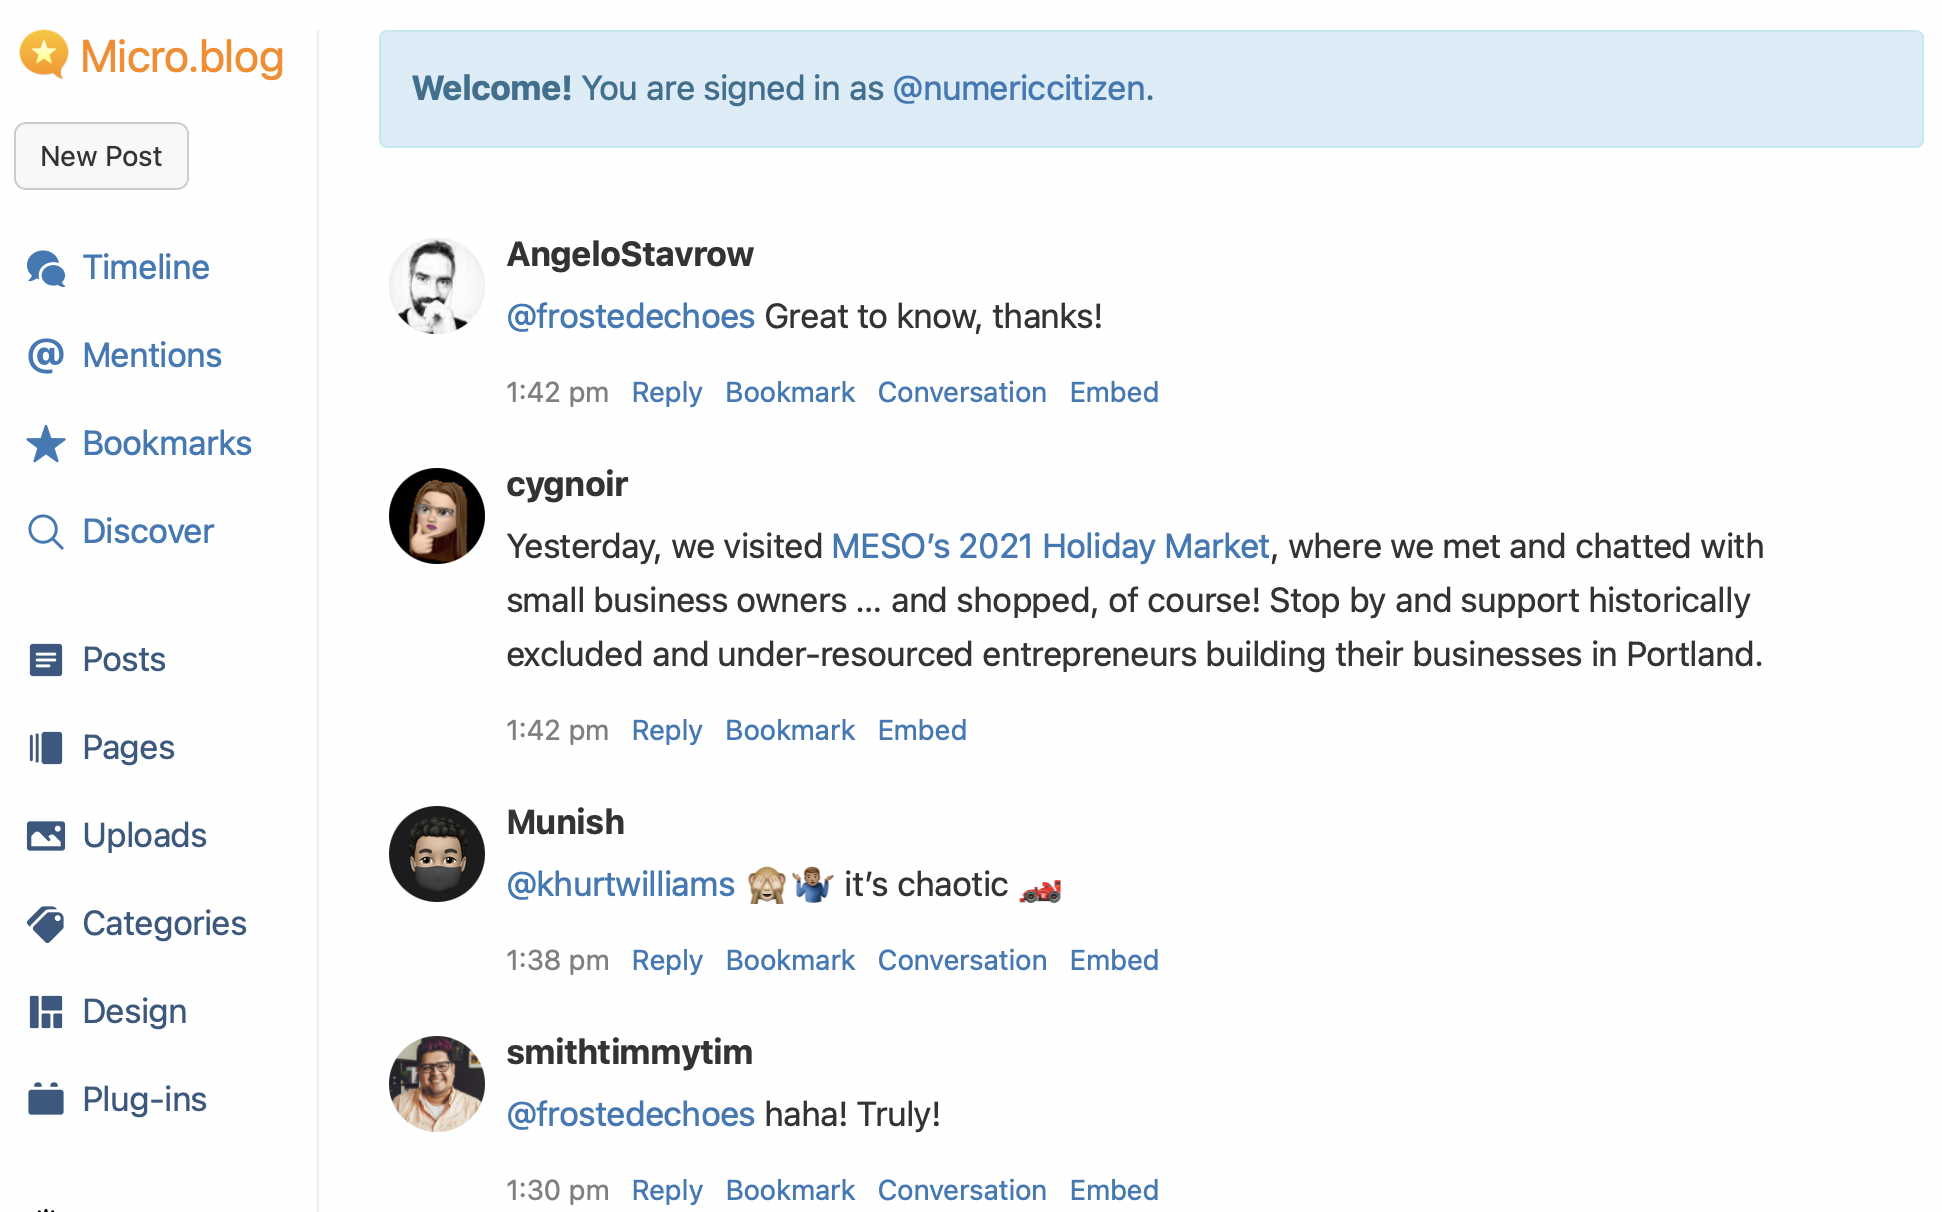 Micro.blog
New Post
Timeline
Mentions
Bookmarks
Discover
Posts
Pages
Uploads
Categories
Design
Plug-ins
Welcome! You are signed in as @numericcitizen.
AngeloStavrow
@frostedechoes Great to know, thanks!
1:42 pm Reply Bookmark Conversation Embed
cygnoir
Yesterday, we visited MESO’s 2021 Holiday Market, where we met and chatted with
small business owners … and shopped, of course! Stop by and support historically
excluded and under-resourced entrepreneurs building their businesses in Portland.
1:42 pm Reply Bookmark Embed
Munish
@khurtwilliams 🙈🤷🏽‍♂️ it’s chaotic 🏎️
1:38 pm Reply Bookmark Conversation Embed
smithtimmytim
@frostedechoes haha! Truly!
1:30 pm Reply Bookmark Conversation Embed